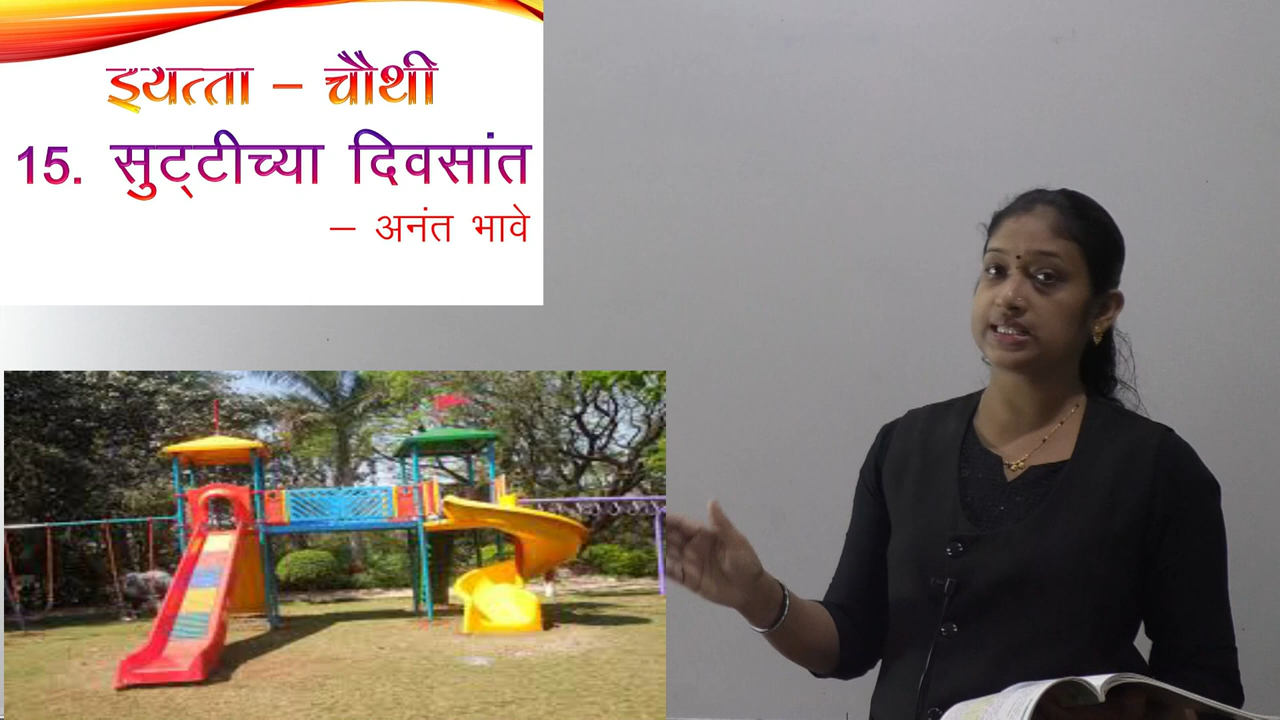 इयत्ता – चौथी
15. सुट्‌टीच्या दिवसांत
– अनंत भावे